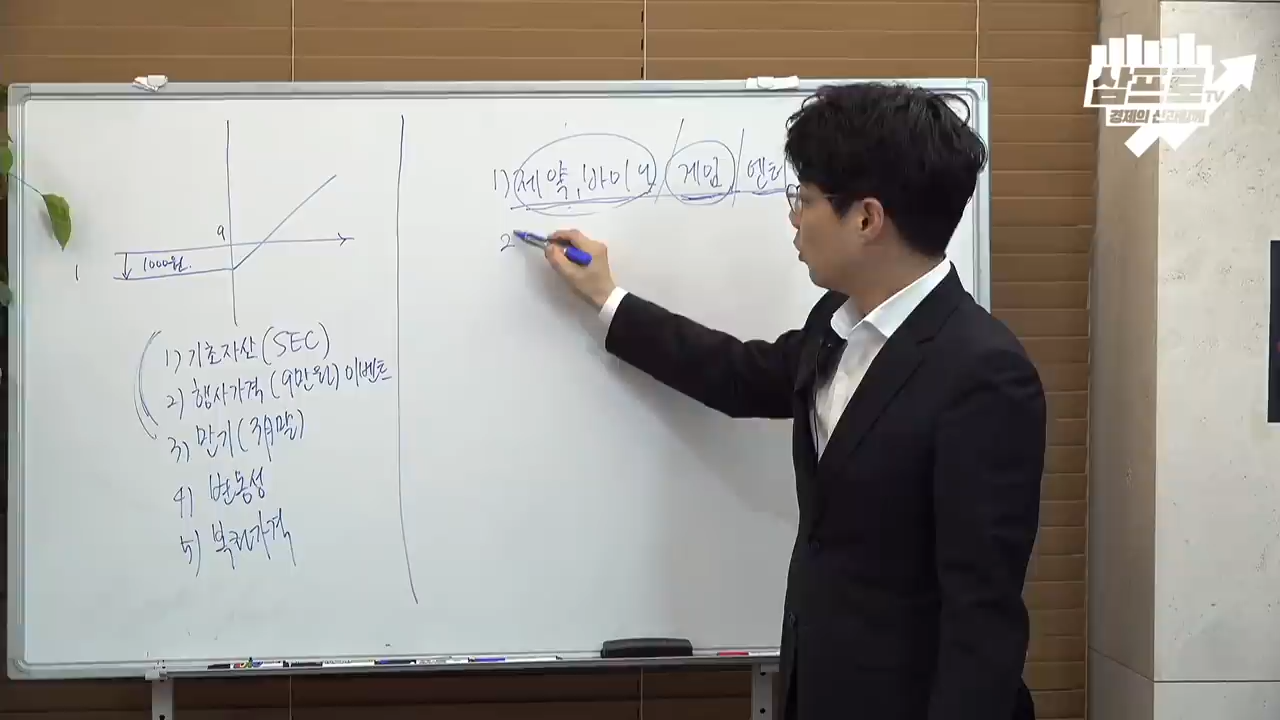 삼프로TV
경제의 신과함께
9
1000원.
1) 기초자산(SEC)
2) 행사가격(9만원) 이벤트
3) 만기(3月말)
4) 변동성
5) 복권가격
1) 제약,바이오/게임/엔터
2